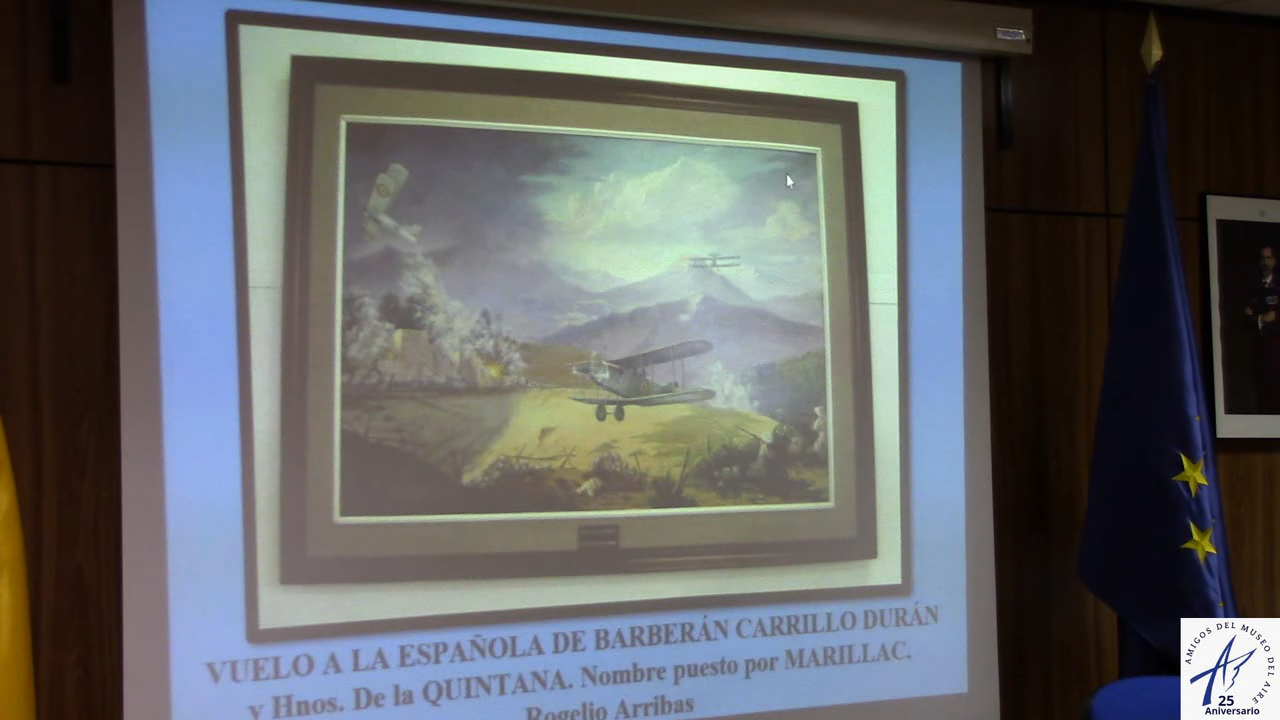 VUELO A LA ESPAÑOLA DE BARBERÁN CARRILLO DURÁN
y Hnos. De la QUINTANA. Nombre puesto por MARILLAC.
Rogelio Arribas
AMIGOS DEL MUSEO DEL AIRE
25
Aniversario